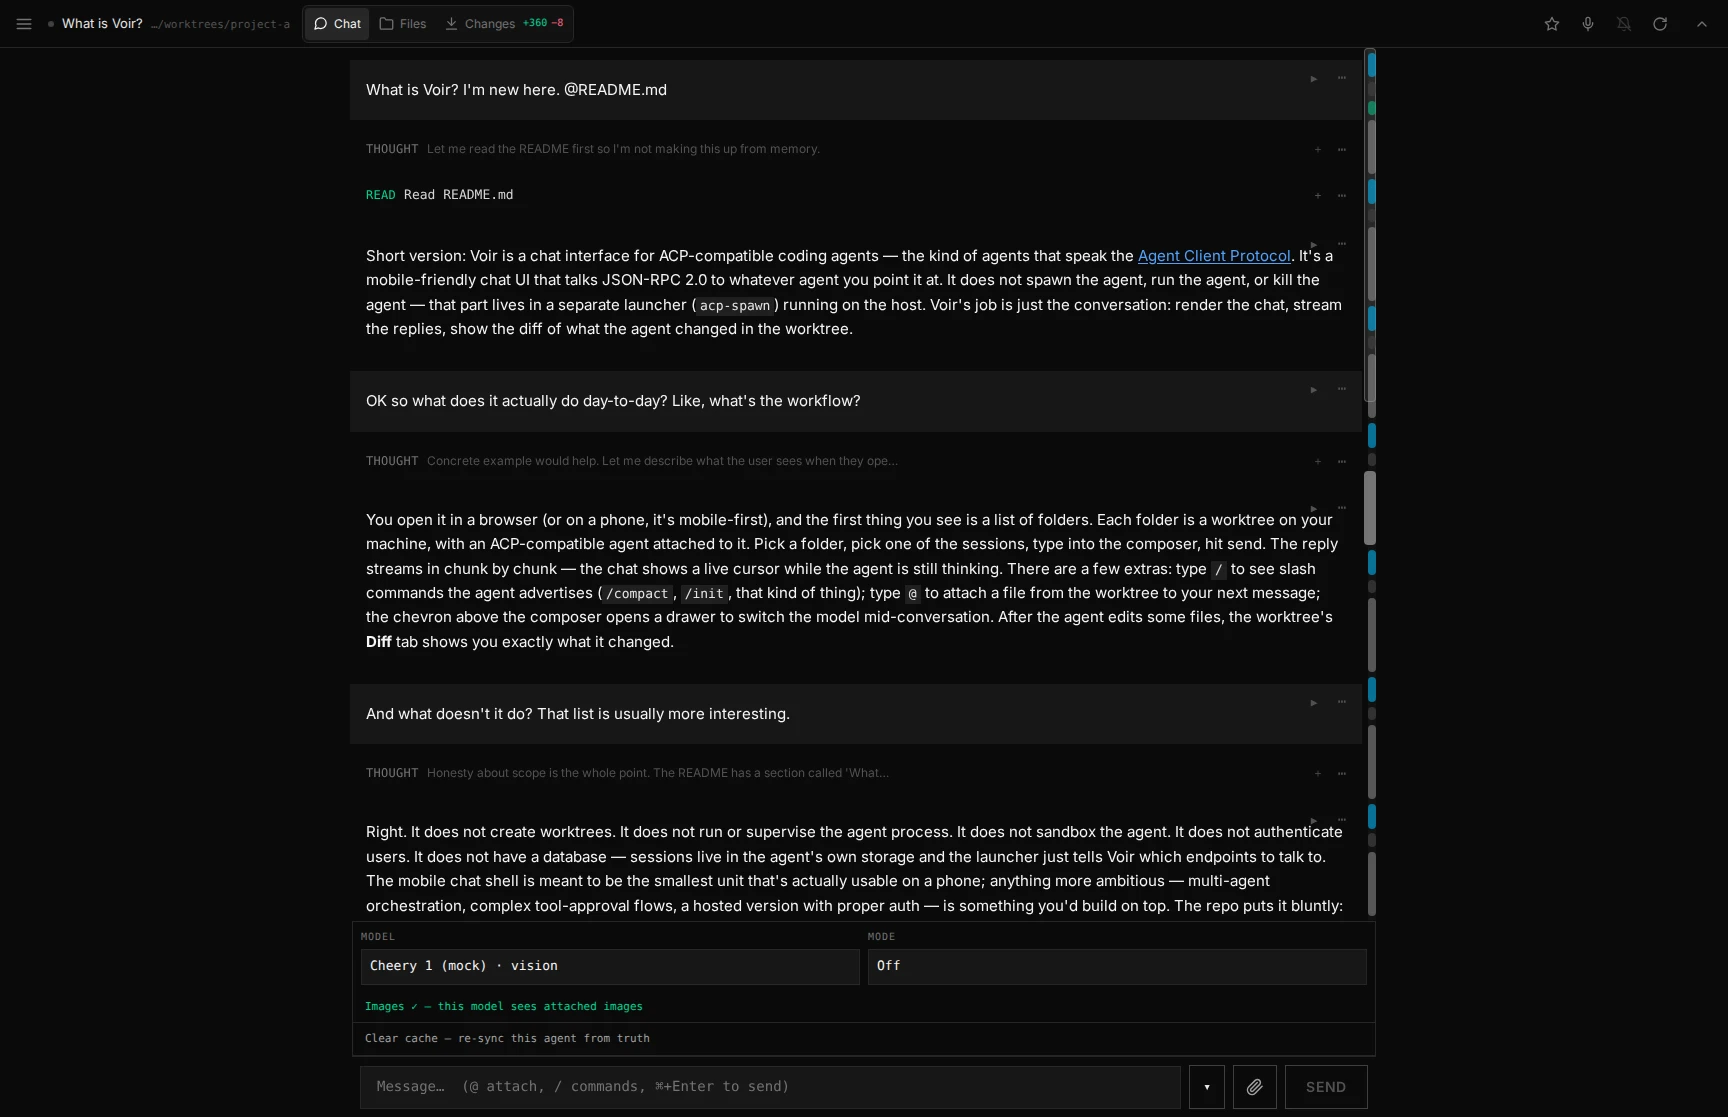 What is Voir? …/worktrees/project-a Chat Files Changes +360 −8
What is Voir? I'm new here. @README.md
THOUGHT Let me read the README first so I'm not making this up from memory.
READ Read README.md
Short version: Voir is a chat interface for ACP-compatible coding agents — the kind of agents that speak the Agent Client Protocol. It's a
mobile-friendly chat UI that talks JSON-RPC 2.0 to whatever agent you point it at. It does not spawn the agent, run the agent, or kill the
agent — that part lives in a separate launcher (acp-spawn) running on the host. Voir's job is just the conversation: render the chat, stream
the replies, show the diff of what the agent changed in the worktree.
OK so what does it actually do day-to-day? Like, what's the workflow?
THOUGHT Concrete example would help. Let me describe what the user sees when they ope…
You open it in a browser (or on a phone, it's mobile-first), and the first thing you see is a list of folders. Each folder is a worktree on your
machine, with an ACP-compatible agent attached to it. Pick a folder, pick one of the sessions, type into the composer, hit send. The reply
streams in chunk by chunk — the chat shows a live cursor while the agent is still thinking. There are a few extras: type / to see slash
commands the agent advertises (/compact, /init, that kind of thing); type @ to attach a file from the worktree to your next message;
the chevron above the composer opens a drawer to switch the model mid-conversation. After the agent edits some files, the worktree's
Diff tab shows you exactly what it changed.
And what doesn't it do? That list is usually more interesting.
THOUGHT Honesty about scope is the whole point. The README has a section called 'What…
Right. It does not create worktrees. It does not run or supervise the agent process. It does not sandbox the agent. It does not authenticate
users. It does not have a database — sessions live in the agent's own storage and the launcher just tells Voir which endpoints to talk to.
The mobile chat shell is meant to be the smallest unit that's actually usable on a phone; anything more ambitious — multi-agent
orchestration, complex tool-approval flows, a hosted version with proper auth — is something you'd build on top. The repo puts it bluntly:
MODEL MODE
Cheery 1 (mock) · vision Off
Images ✓ — this model sees attached images
Clear cache — re-sync this agent from truth
Message… (@ attach, / commands, ⌘+Enter to send) SEND